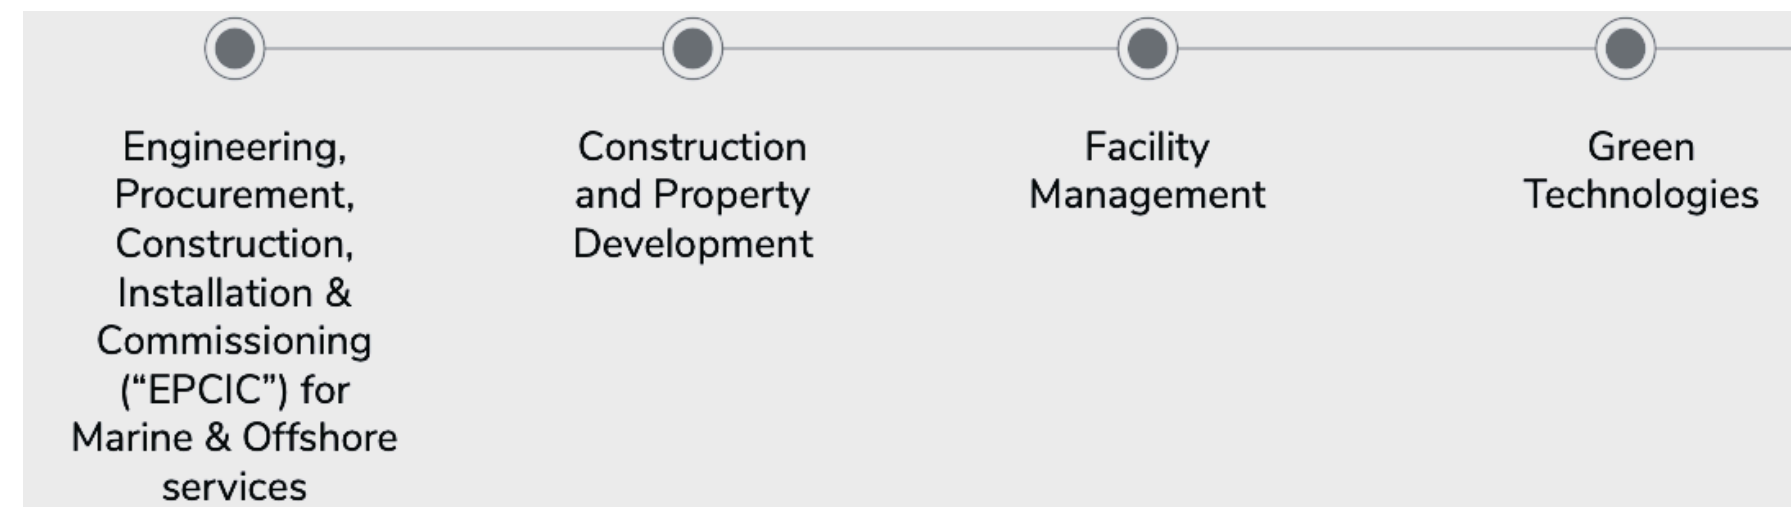 Engineering,
Procurement,
Construction,
Installation &
Commissioning
(“EPCIC”) for
Marine & Offshore
services
Construction
and Property
Development
Facility
Management
Green
Technologies